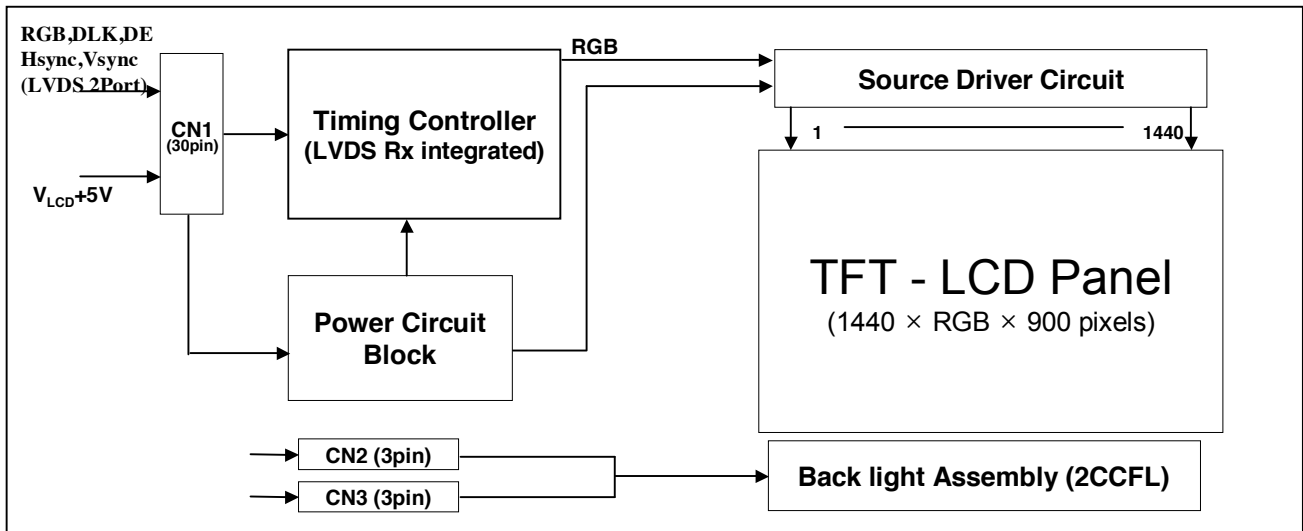 RGB,DLK,DE
Hsync,Vsync
(LVDS 2Port)
CN1
(30pin)
V_LCD+5V
Timing Controller
(LVDS Rx integrated)
RGB
Source Driver Circuit
1
1440
Power Circuit
Block
TFT - LCD Panel
(1440 × RGB × 900 pixels)
CN2 (3pin)
CN3 (3pin)
Back light Assembly (2CCFL)